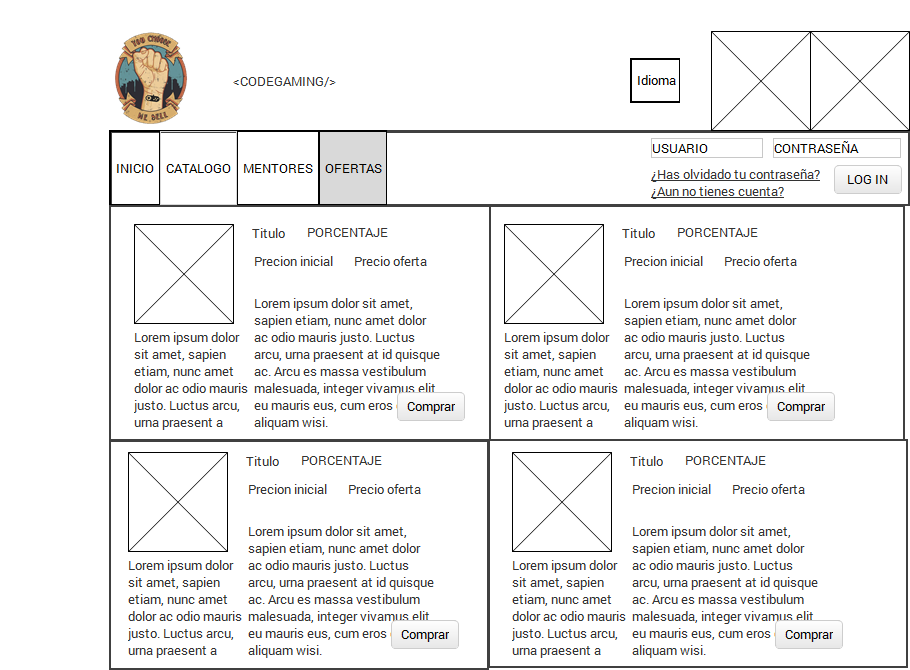 YOU CHOOSE
WE SELL
<CODEGAMING/>
Idioma
INICIO
CATALOGO
MENTORES
OFERTAS
USUARIO
CONTRASEÑA
¿Has olvidado tu contraseña?
¿Aun no tienes cuenta?
LOG IN
Titulo
PORCENTAJE
Precion inicial
Precio oferta
Lorem ipsum dolor
sit amet, sapien
etiam, nunc amet
dolor ac odio mauris
justo. Luctus arcu,
urna praesent a
Lorem ipsum dolor sit amet,
sapien etiam, nunc amet dolor
ac odio mauris justo. Luctus
arcu, urna praesent at id quisque
ac. Arcu es massa vestibulum
malesuada, integer vivamus elit
eu mauris eus, cum eros
aliquam wisi.
Comprar
Titulo
PORCENTAJE
Precion inicial
Precio oferta
Lorem ipsum dolor
sit amet, sapien
etiam, nunc amet
dolor ac odio mauris
justo. Luctus arcu,
urna praesent a
Lorem ipsum dolor sit amet,
sapien etiam, nunc amet dolor
ac odio mauris justo. Luctus
arcu, urna praesent at id quisque
ac. Arcu es massa vestibulum
malesuada, integer vivamus elit
eu mauris eus, cum eros
aliquam wisi.
Comprar
Titulo
PORCENTAJE
Precion inicial
Precio oferta
Lorem ipsum dolor
sit amet, sapien
etiam, nunc amet
dolor ac odio mauris
justo. Luctus arcu,
urna praesent a
Lorem ipsum dolor sit amet,
sapien etiam, nunc amet dolor
ac odio mauris justo. Luctus
arcu, urna praesent at id quisque
ac. Arcu es massa vestibulum
malesuada, integer vivamus elit
eu mauris eus, cum eros
aliquam wisi.
Comprar
Titulo
PORCENTAJE
Precion inicial
Precio oferta
Lorem ipsum dolor
sit amet, sapien
etiam, nunc amet
dolor ac odio mauris
justo. Luctus arcu,
urna praesent a
Lorem ipsum dolor sit amet,
sapien etiam, nunc amet dolor
ac odio mauris justo. Luctus
arcu, urna praesent at id quisque
ac. Arcu es massa vestibulum
malesuada, integer vivamus elit
eu mauris eus, cum eros
aliquam wisi.
Comprar